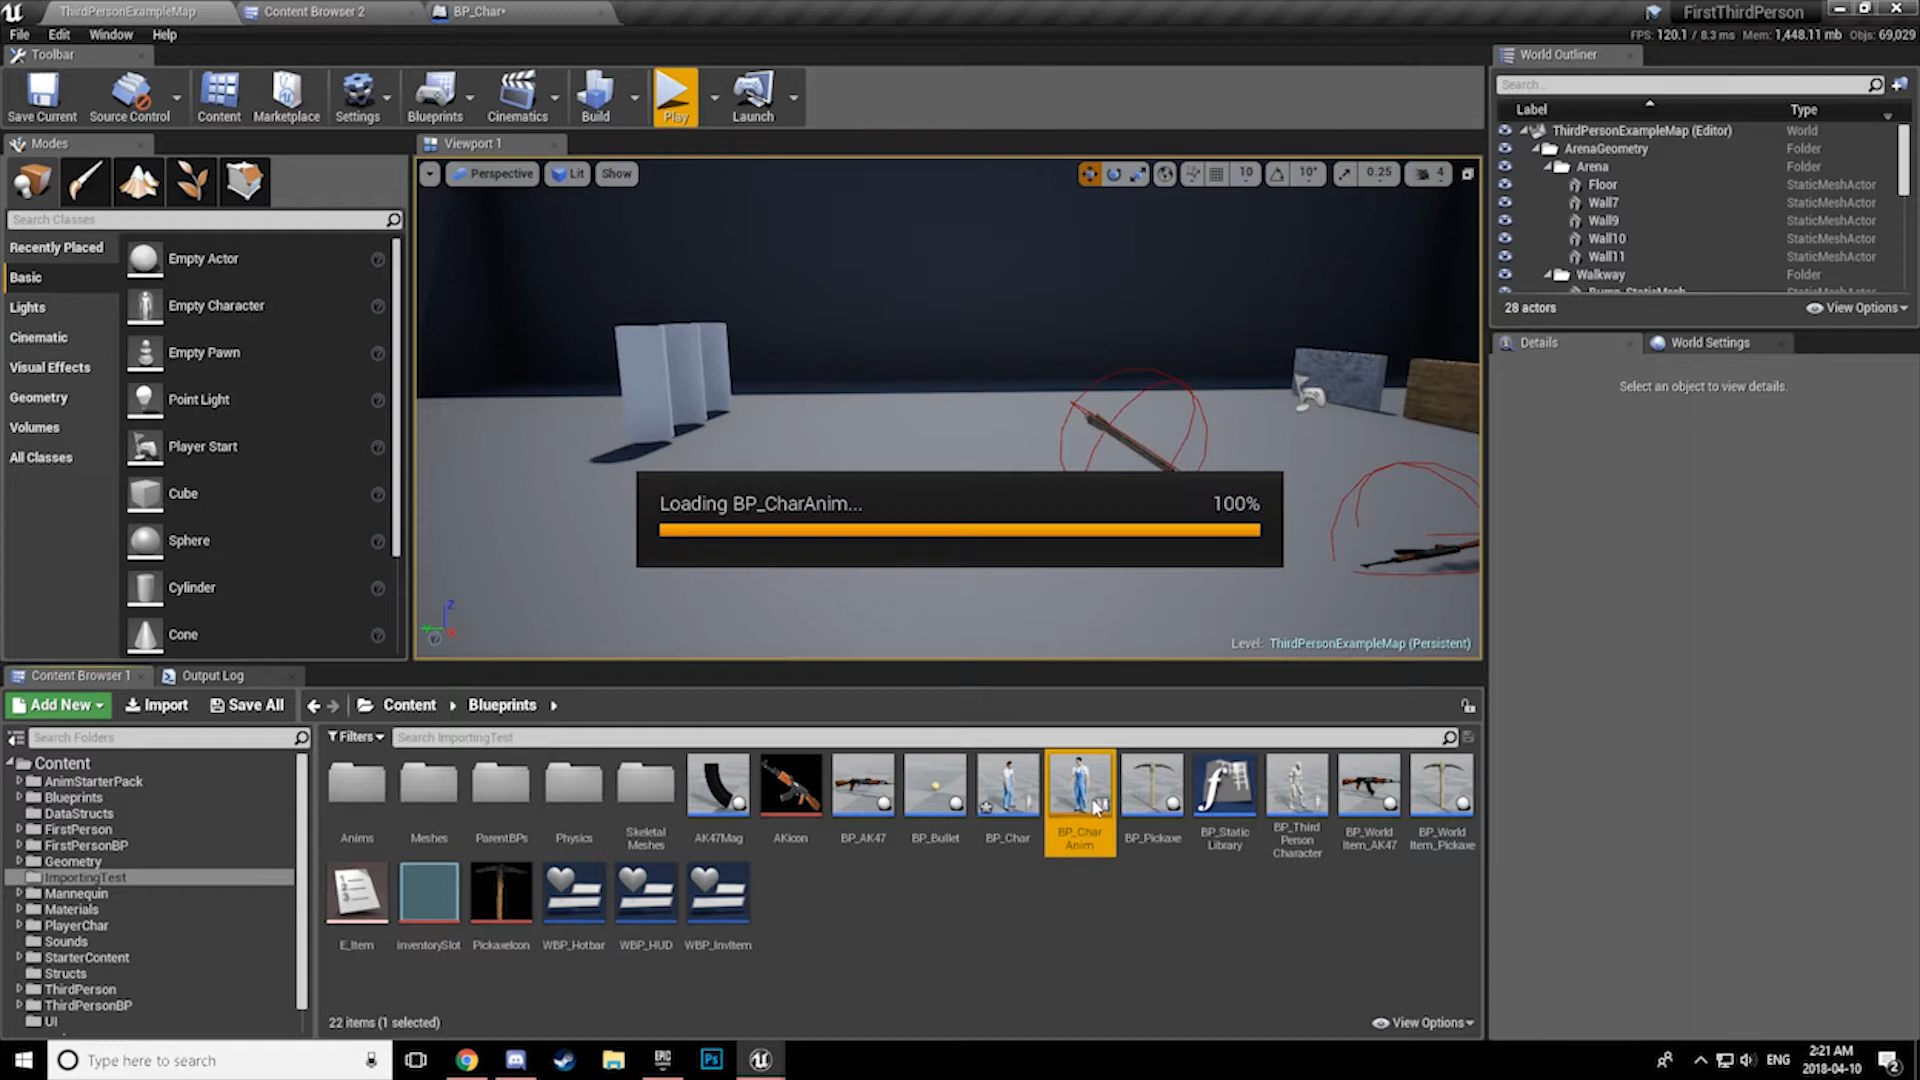 ThirdPersonExampleMap
Content Browser 2
BP_Char*
FirstThirdPerson
File Edit Window Help
FPS: 120.1 / 8.3 ms Mem: 1,448.11 mb Objs: 69,029
Toolbar
Save Current
Source Control
Content
Marketplace
Settings
Blueprints
Cinematics
Build
Play
Launch
Modes
Search Classes
Recently Placed
Basic
Lights
Cinematic
Visual Effects
Geometry
Volumes
All Classes
Empty Actor
Empty Character
Empty Pawn
Point Light
Player Start
Cube
Sphere
Cylinder
Cone
Viewport 1
Perspective Lit Show
10 10° 0.25 4
Loading BP_CharAnim... 100%
Z
Level: ThirdPersonExampleMap (Persistent)
World Outliner
Search...
Label Type
ThirdPersonExampleMap (Editor) World
ArenaGeometry Folder
Arena Folder
Floor StaticMeshActor
Wall7 StaticMeshActor
Wall9 StaticMeshActor
Wall10 StaticMeshActor
Wall11 StaticMeshActor
Walkway Folder
Bump_StaticMesh StaticMeshActor
28 actors
View Options
Details
World Settings
Select an object to view details.
Content Browser 1
Output Log
Add New Import Save All Content Blueprints
Search Folders
Content
AnimStarterPack
Blueprints
DataStructs
FirstPerson
FirstPersonBP
Geometry
ImportingTest
Mannequin
Materials
PlayerChar
Sounds
StarterContent
Structs
ThirdPerson
ThirdPersonBP
UI
Filters
Search ImportingTest
Anims
Meshes
ParentBPs
Physics
Skeletal
Meshes
AK47Mag
AKicon
BP_AK47
BP_Bullet
BP_Char
BP_Char
Anim
BP_Pickaxe
BP_Static
Library
BP_Third
Person
Character
BP_World
Item_AK47
BP_World
Item_Pickaxe
E_Item
inventorySlot
PickaxeIcon
WBP_Hotbar
WBP_HUD
WBP_InvItem
22 items (1 selected)
View Options
Type here to search
EPIC
Ps
ENG
2:21 AM
2018-04-10
2